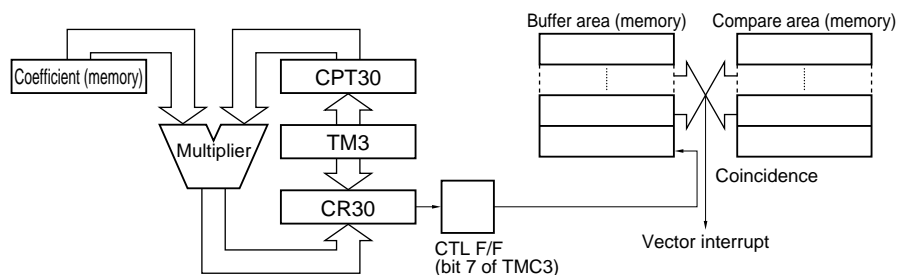 Buffer area (memory)
Compare area (memory)
Coefficient (memory)
CPT30
TM3
Multiplier
CR30
Coincidence
CTL F/F
(bit 7 of TMC3)
Vector interrupt